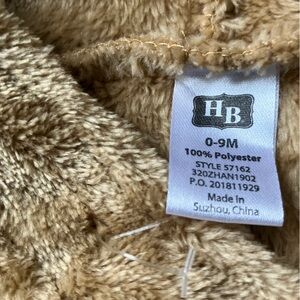 HB
0-9M
100% Polyester
STYLE 57162
320ZHAN1902
P.O. 201811929
Made in
Suzhou, China